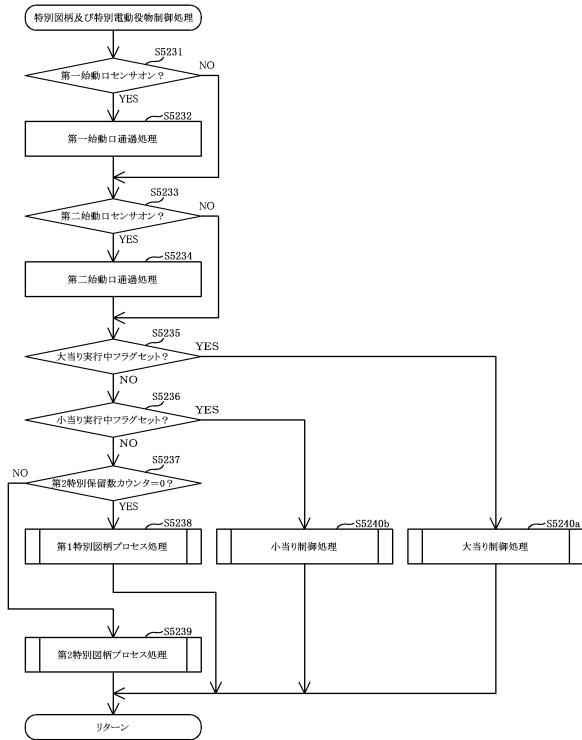 特別図柄及び特別電動役物制御処理
S5231
第一始動口センサオン？
NO
YES
S5232
第一始動口通過処理
S5233
第二始動口センサオン？
NO
YES
S5234
第二始動口通過処理
S5235
大当り実行中フラグセット？
YES
NO
S5236
小当り実行中フラグセット？
YES
NO
S5237
NO
第2特別保留数カウンタ=0？
YES
S5238
第1特別図柄プロセス処理
S5240b
小当り制御処理
S5240a
大当り制御処理
S5239
第2特別図柄プロセス処理
リターン